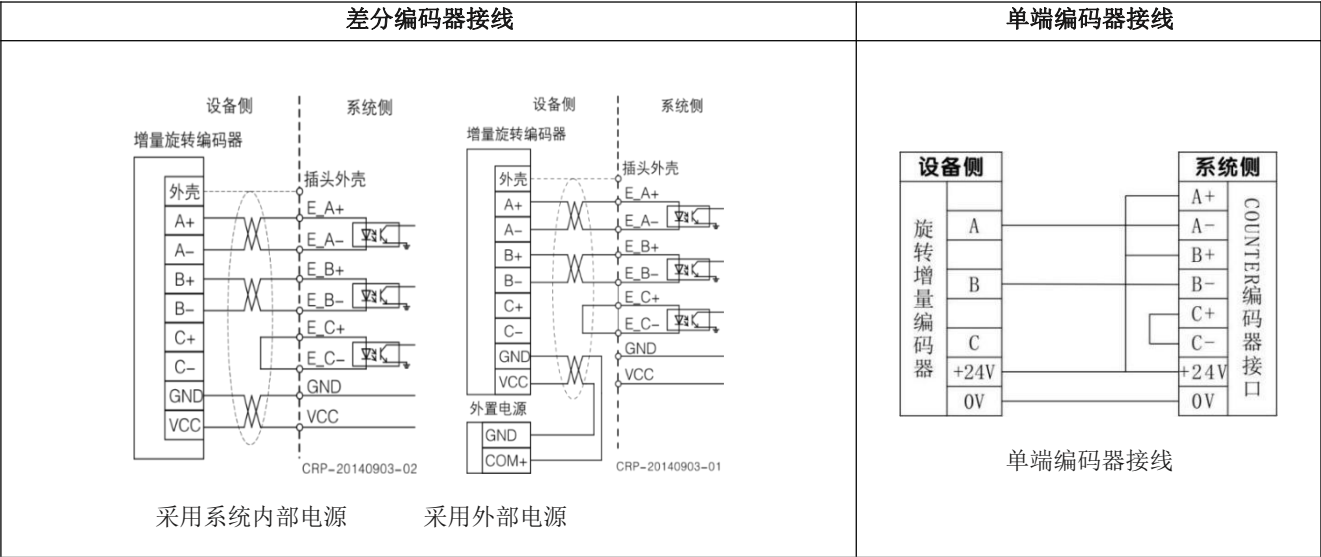 差分编码器接线
单端编码器接线
设备侧
系统侧
增量旋转编码器
插头外壳
外壳
A+
A-
B+
B-
C+
C-
GND
VCC
E_A+
E_A-
E_B+
E_B-
E_C+
E_C-
GND
VCC
CRP-20140903-02
采用系统内部电源
设备侧
系统侧
增量旋转编码器
插头外壳
外壳
A+
A-
B+
B-
C+
C-
GND
VCC
E_A+
E_A-
E_B+
E_B-
E_C+
E_C-
GND
VCC
外置电源
GND
COM+
CRP-20140903-01
采用外部电源
设备侧
旋转增量编码器
A
B
C
+24V
0V
系统侧
A+
A-
B+
B-
C+
C-
+24V
0V
COUNTER编码器接口
单端编码器接线